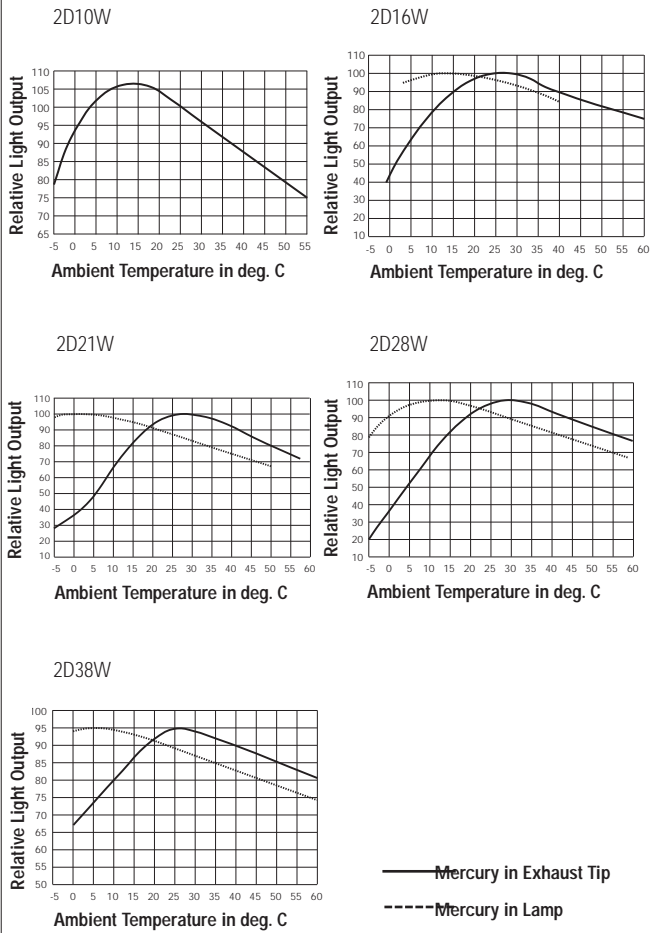 2D10W
2D16W
110
105
100
95
90
85
80
75
70
65
Relative Light Output
-5 0 5 10 15 20 25 30 35 40 45 50 55
Ambient Temperature in deg. C
110
100
90
80
70
60
50
40
30
20
10
Relative Light Output
-5 0 5 10 15 20 25 30 35 40 45 50 55 60
Ambient Temperature in deg. C
2D21W
2D28W
110
100
90
80
70
60
50
40
30
20
10
Relative Light Output
-5 0 5 10 15 20 25 30 35 40 45 50 55 60
Ambient Temperature in deg. C
110
100
90
80
70
60
50
40
30
20
10
Relative Light Output
-5 0 5 10 15 20 25 30 35 40 45 50 55 60
Ambient Temperature in deg. C
2D38W
100
95
90
85
80
75
70
65
60
55
50
Relative Light Output
-5 0 5 10 15 20 25 30 35 40 45 50 55 60
Ambient Temperature in deg. C
Mercury in Exhaust Tip
Mercury in Lamp